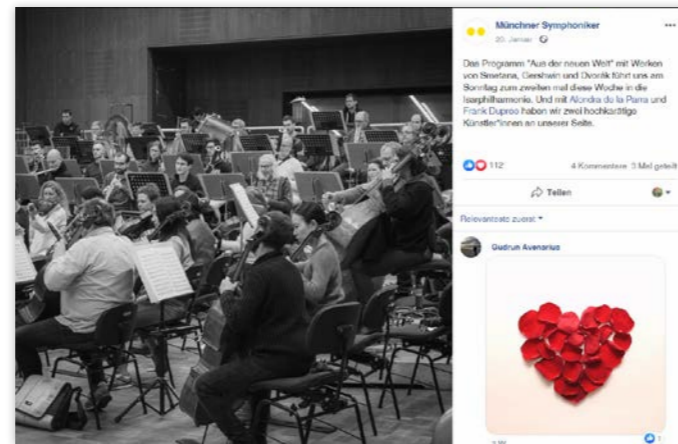 Münchner Symphoniker
20. Januar
Das Programm "Aus der neuen Welt" mit Werken
von Smetana, Gershwin und Dvorák führt uns am
Sonntag zum zweiten mal diese Woche in die
Isarphilharmonie. Und mit Alondra de la Parra und
Frank Dupree haben wir zwei hochkarätige
Künstler*innen an unserer Seite.
112
4 Kommentare 3 Mal geteilt
Teilen
Relevanteste zuerst
Gudrun Avenarius
1